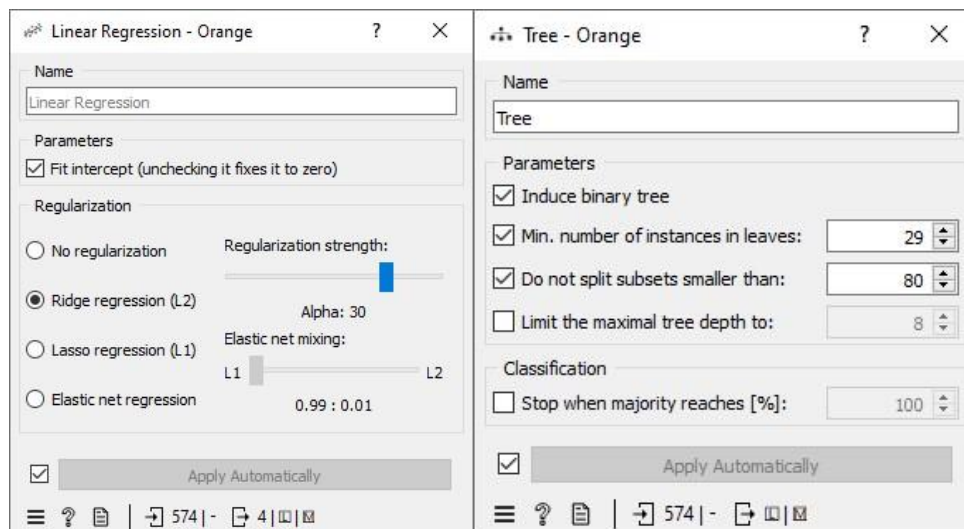 Linear Regression - Orange ? ×
Name
Linear Regression
Parameters
Fit intercept (unchecking it fixes it to zero)
Regularization
No regularization
Ridge regression (L2)
Lasso regression (L1)
Elastic net regression
Regularization strength:
Alpha: 30
Elastic net mixing:
L1 L2
0.99 : 0.01
Apply Automatically
? 574 | - 4 | L | M
Tree - Orange ? ×
Name
Tree
Parameters
Induce binary tree
Min. number of instances in leaves: 29
Do not split subsets smaller than: 80
Limit the maximal tree depth to: 8
Classification
Stop when majority reaches [%]: 100
Apply Automatically
? 574 | - L | M